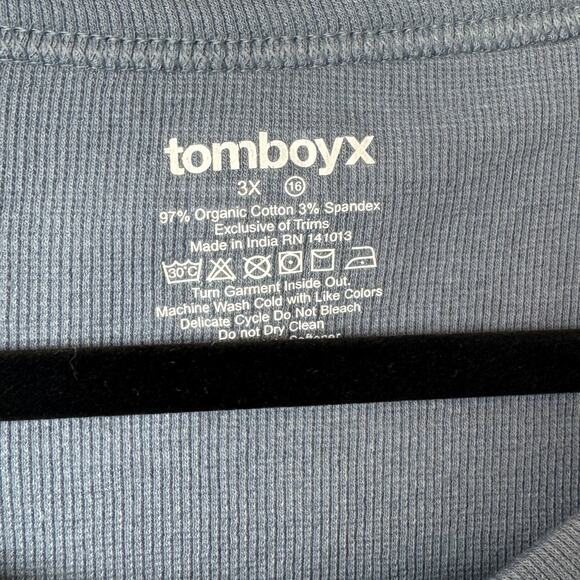 tomboyx
3X 16
97% Organic Cotton 3% Spandex
Exclusive of Trims
Made in India RN 141013
30°C
Turn Garment Inside Out.
Machine Wash Cold with Like Colors
Delicate Cycle Do Not Bleach
Do not Dry Clean
Softener